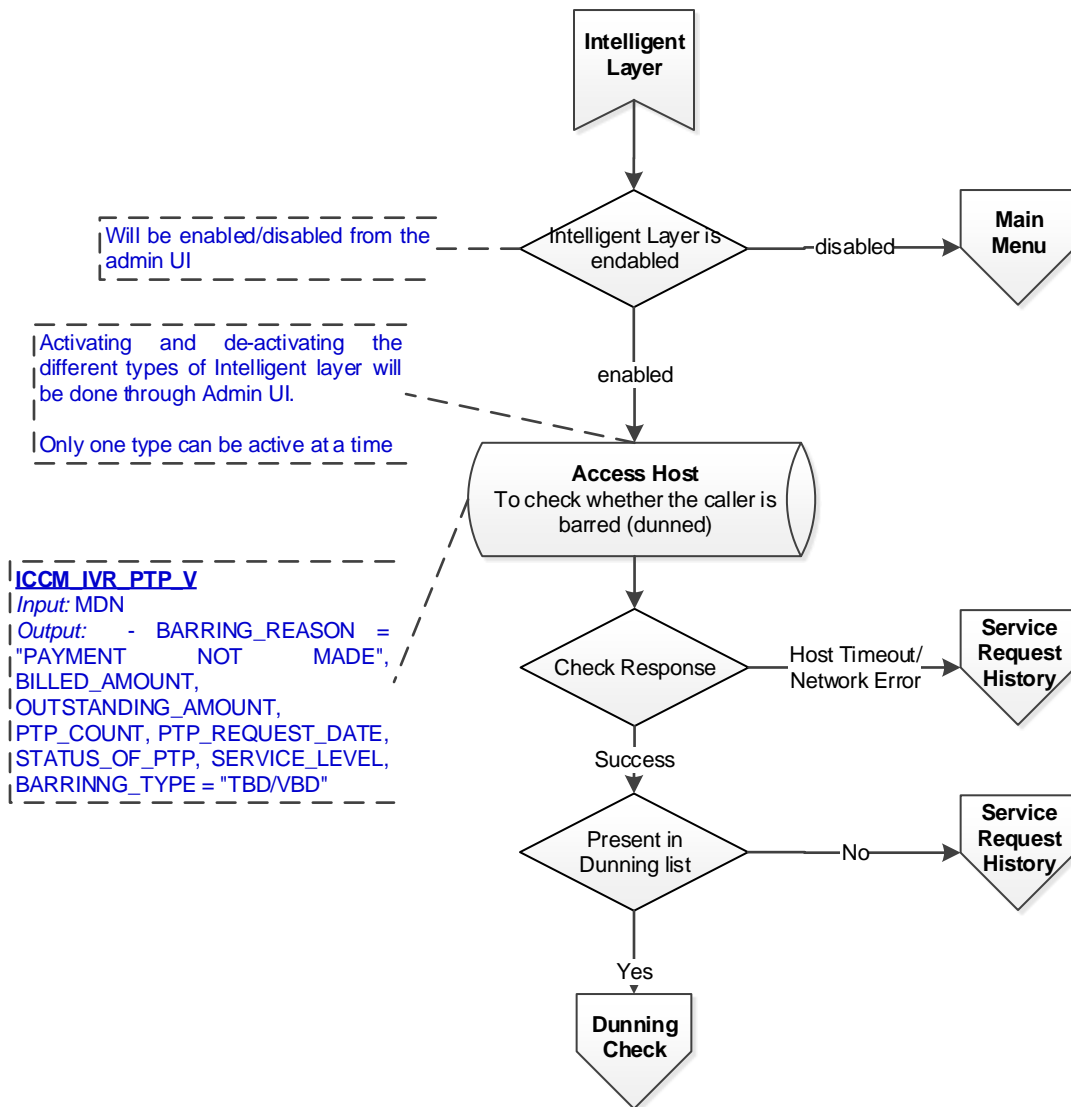 Intelligent
Layer
Will be enabled/disabled from the
admin UI
Intelligent Layer is
endabled
disabled
Main
Menu
Activating and de-activating the
different types of Intelligent layer will
be done through Admin UI.
Only one type can be active at a time
enabled
Access Host
To check whether the caller is
barred (dunned)
ICCM_IVR_PTP_V
Input: MDN
Output: - BARRING_REASON =
"PAYMENT NOT MADE",
BILLED_AMOUNT,
OUTSTANDING_AMOUNT,
PTP_COUNT, PTP_REQUEST_DATE,
STATUS_OF_PTP, SERVICE_LEVEL,
BARRINNG_TYPE = "TBD/VBD"
Check Response
Host Timeout/
Network Error
Service
Request
History
Success
Present in
Dunning list
No
Service
Request
History
Yes
Dunning
Check